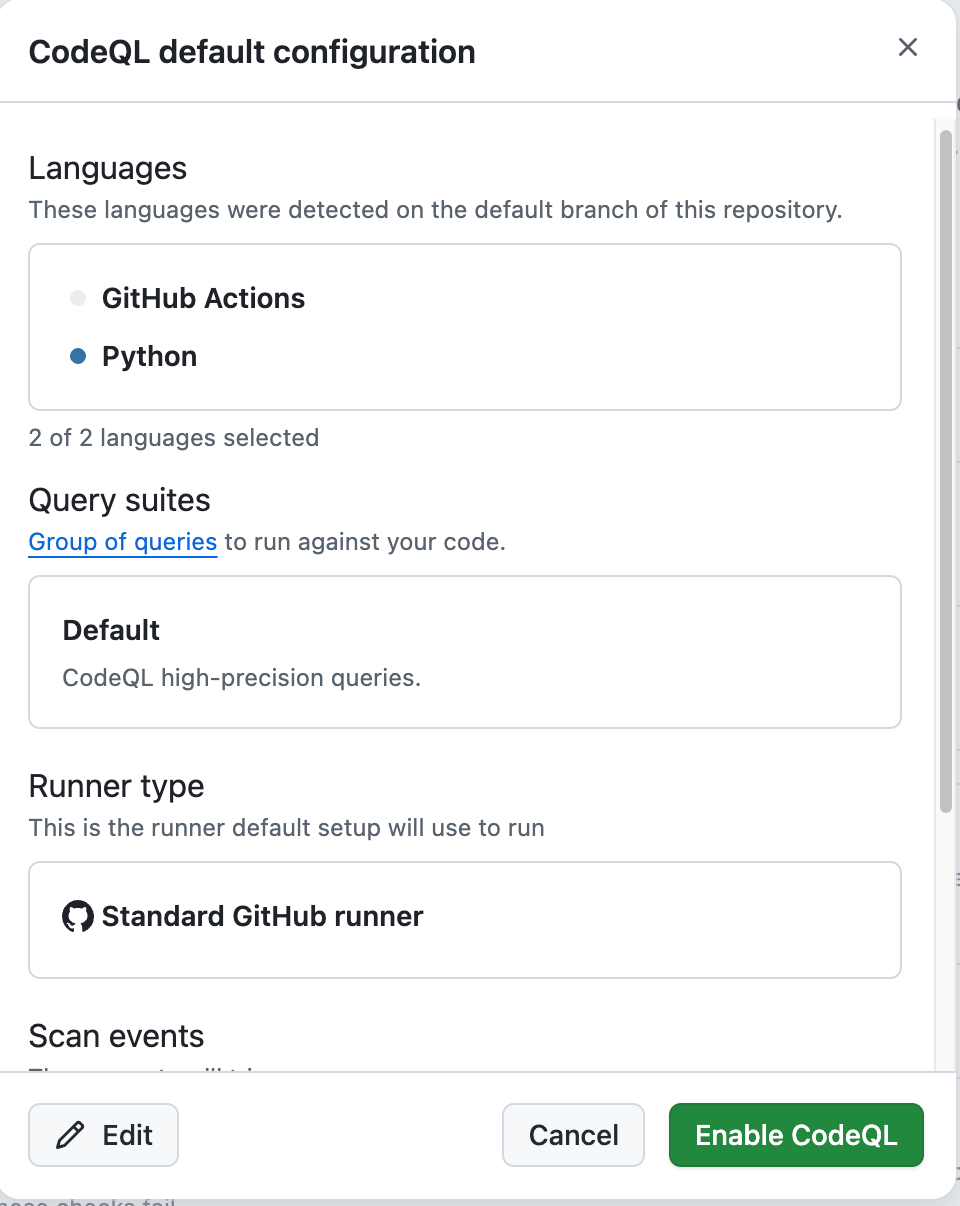 CodeQL default configuration
Languages
These languages were detected on the default branch of this repository.
GitHub Actions
Python
2 of 2 languages selected
Query suites
Group of queries to run against your code.
Default
CodeQL high-precision queries.
Runner type
This is the runner default setup will use to run
Standard GitHub runner
Scan events
Edit
Cancel
Enable CodeQL